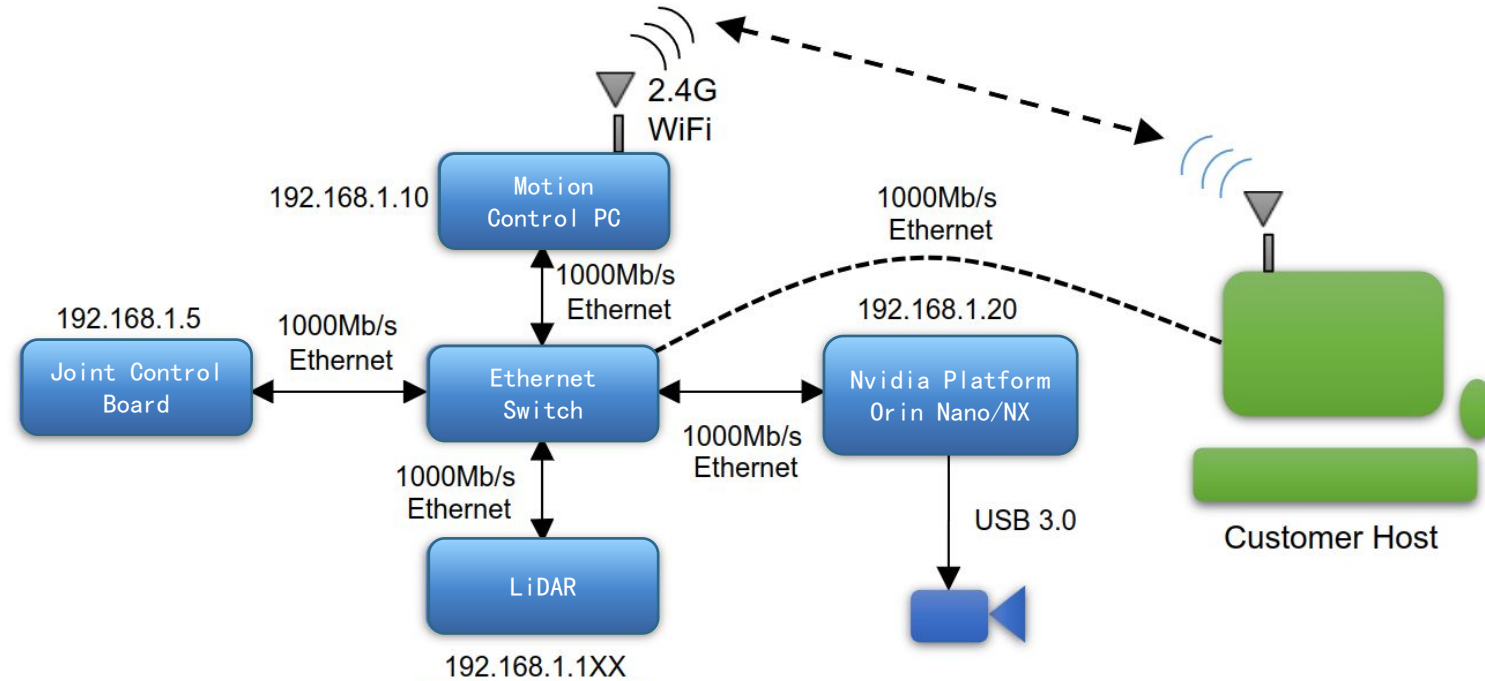 2.4G
WiFi
192.168.1.10
Motion
Control PC
1000Mb/s
Ethernet
1000Mb/s
Ethernet
192.168.1.5
1000Mb/s
Ethernet
192.168.1.20
Joint Control
Board
Ethernet
Switch
Nvidia Platform
Orin Nano/NX
1000Mb/s
Ethernet
1000Mb/s
Ethernet
USB 3.0
Customer Host
LiDAR
192.168.1.1XX